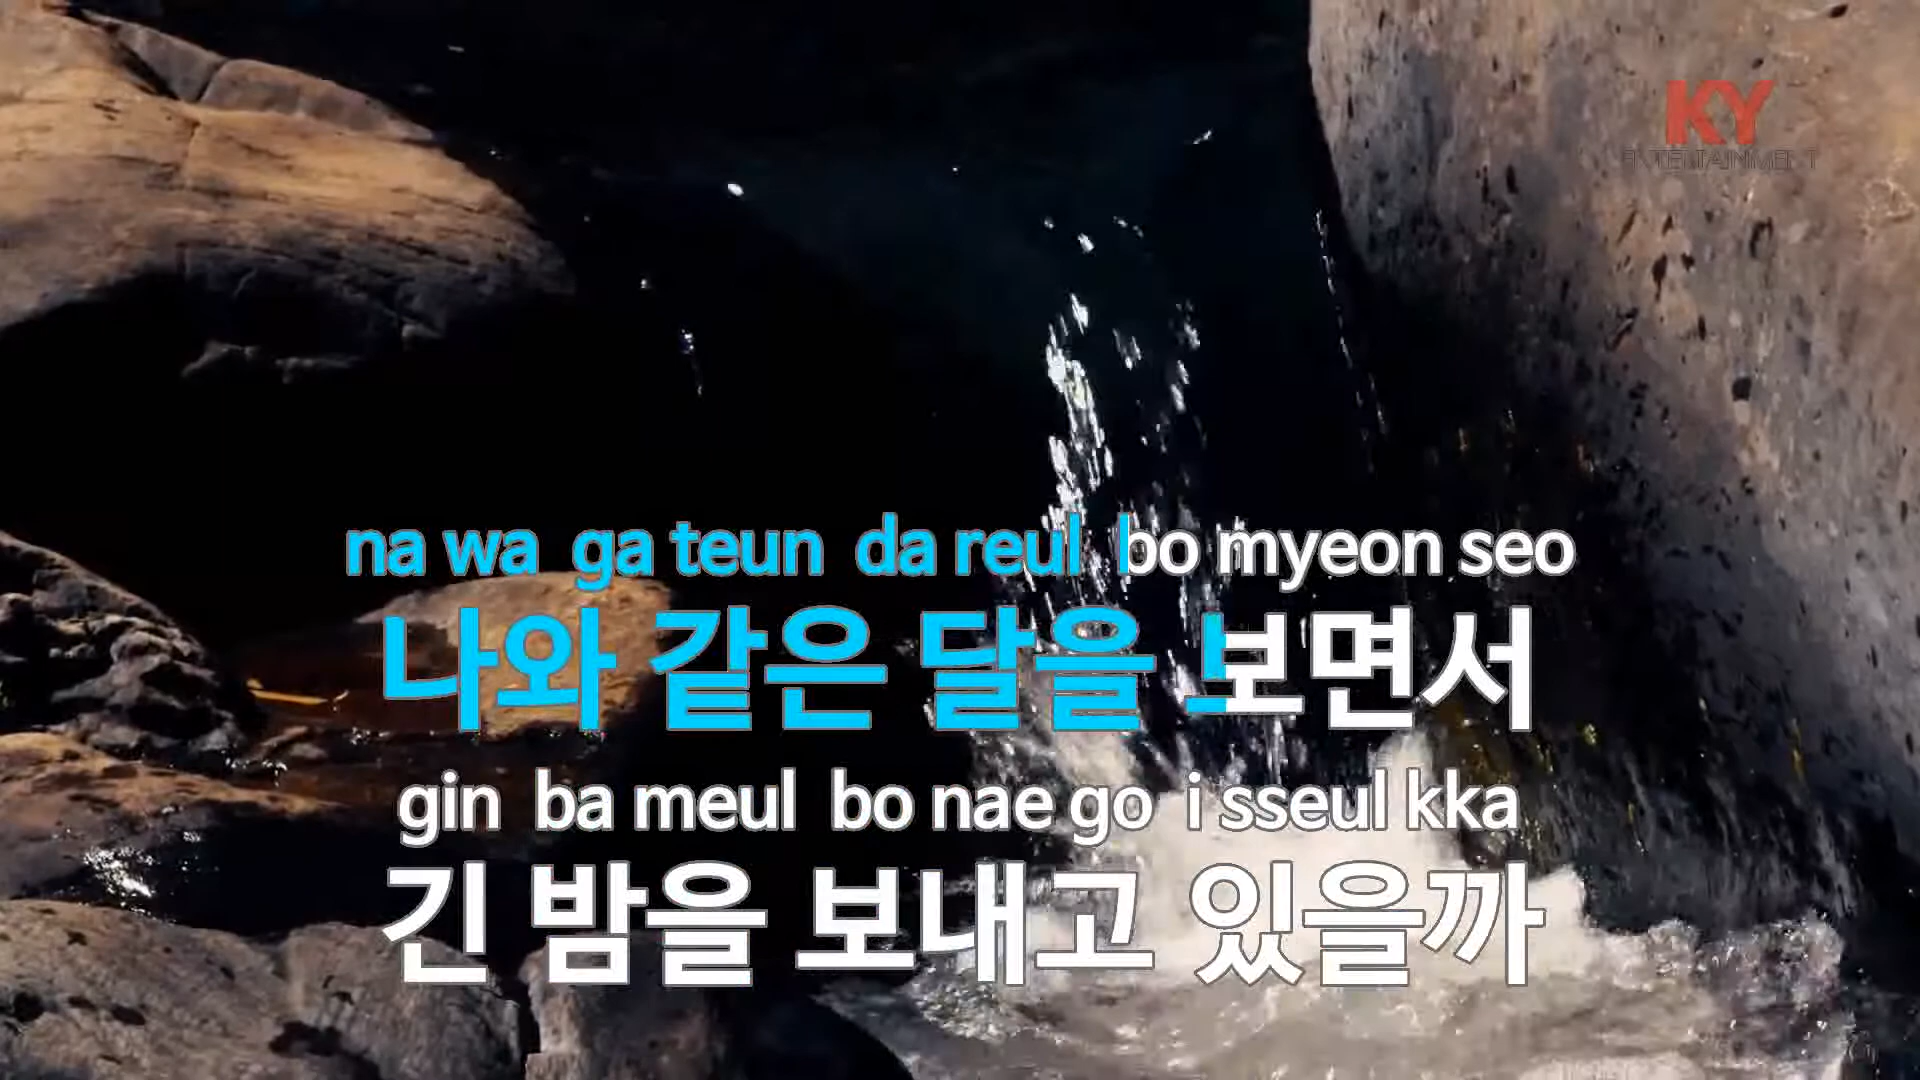 KY
ENTERTAINMENT
na wa ga teun da reul bo myeon seo
나와 같은 달을 보면서
gin ba meul bo nae go i sseul kka
긴 밤을 보내고 있을까